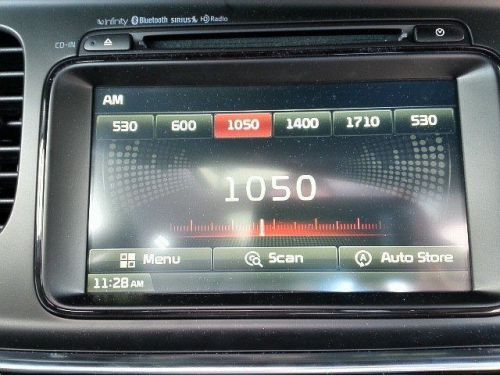 infinity Bluetooth SIRIUS HD Radio
CD-IN
AM
530 600 1050 1400 1710 530
1050
Menu Scan Auto Store
11:28 AM